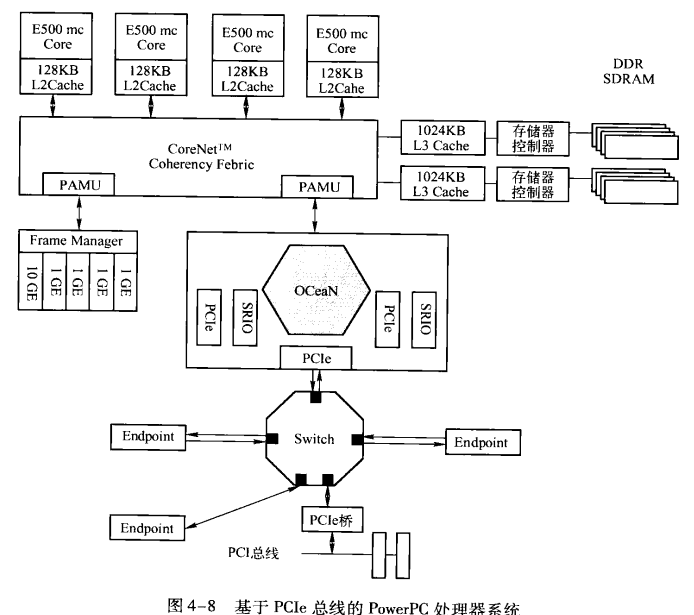 E500 mc
Core
128KB
L2Cache
E500 mc
Core
128KB
L2Cache
E500 mc
Core
128KB
L2Cache
E500 mc
Core
128KB
L2Cache
DDR
SDRAM
CoreNet™
Coherency Febric
PAMU
PAMU
1024KB
L3 Cache
存储器
控制器
1024KB
L3 Cache
存储器
控制器
Frame Manager
10 GE
1 GE
1 GE
1 GE
1 GE
OCeaN
PCIe
SRIO
PCIe
SRIO
PCIe
Switch
Endpoint
Endpoint
Endpoint
PCIe桥
PCI总线
图 4-8 基于 PCIe 总线的 PowerPC 处理器系统